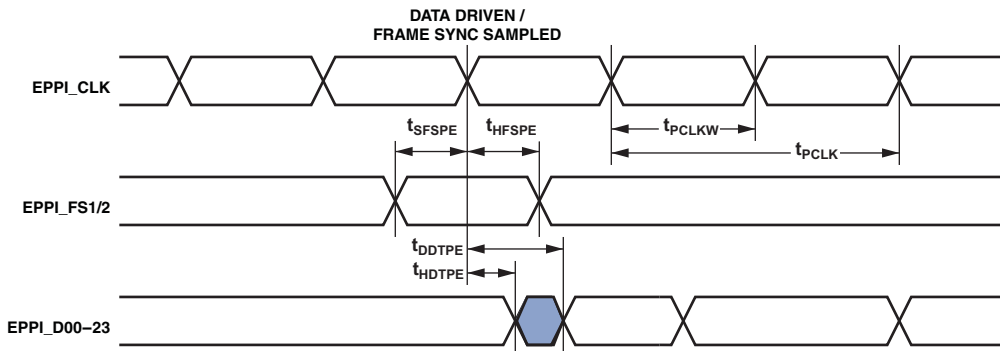 DATA DRIVEN /
FRAME SYNC SAMPLED
EPPI_CLK
tSFSPE
tHFSPE
tPCLKW
tPCLK
EPPI_FS1/2
tDDTPE
tHDTPE
EPPI_D00–23